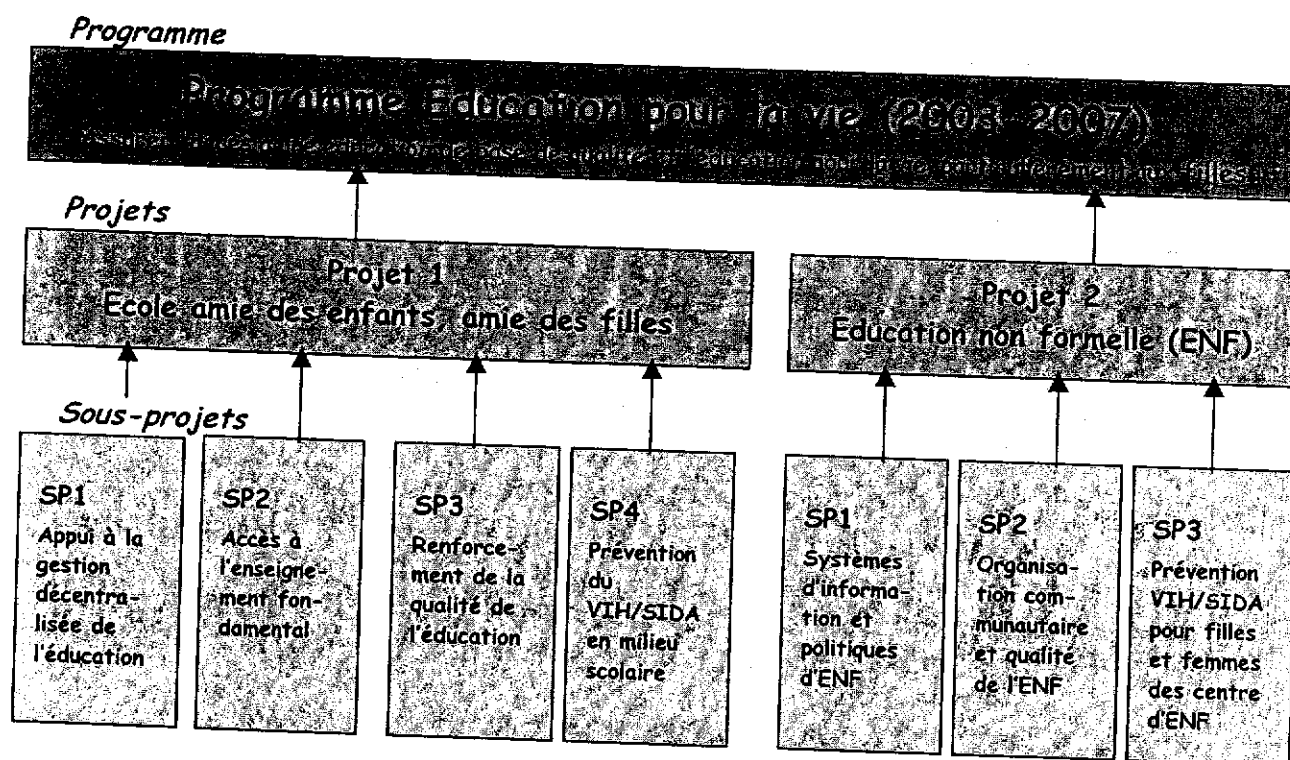 Programme
Programme Education pour la vie (2003-2007)
Projets
Projet 1
Ecole amie des enfants, amie des filles
Projet 2
Education non formelle (ENF)
Sous-projets
SP1
Appui à la
gestion
décentra-
lisée de
l'éducation
SP2
Accès à
l'enseigne-
ment fon-
damental
SP3
Renforce-
ment de la
qualité de
l'éducation
SP4
Prévention
du
VIH/SIDA
en milieu
scolaire
SP1
Systèmes
d'informa-
tion et
politiques
d'ENF
SP2
Organisa-
tion com-
munautaire
et qualité
de l'ENF
SP3
Prévention
VIH/SIDA
pour filles
et femmes
des centre
d'ENF